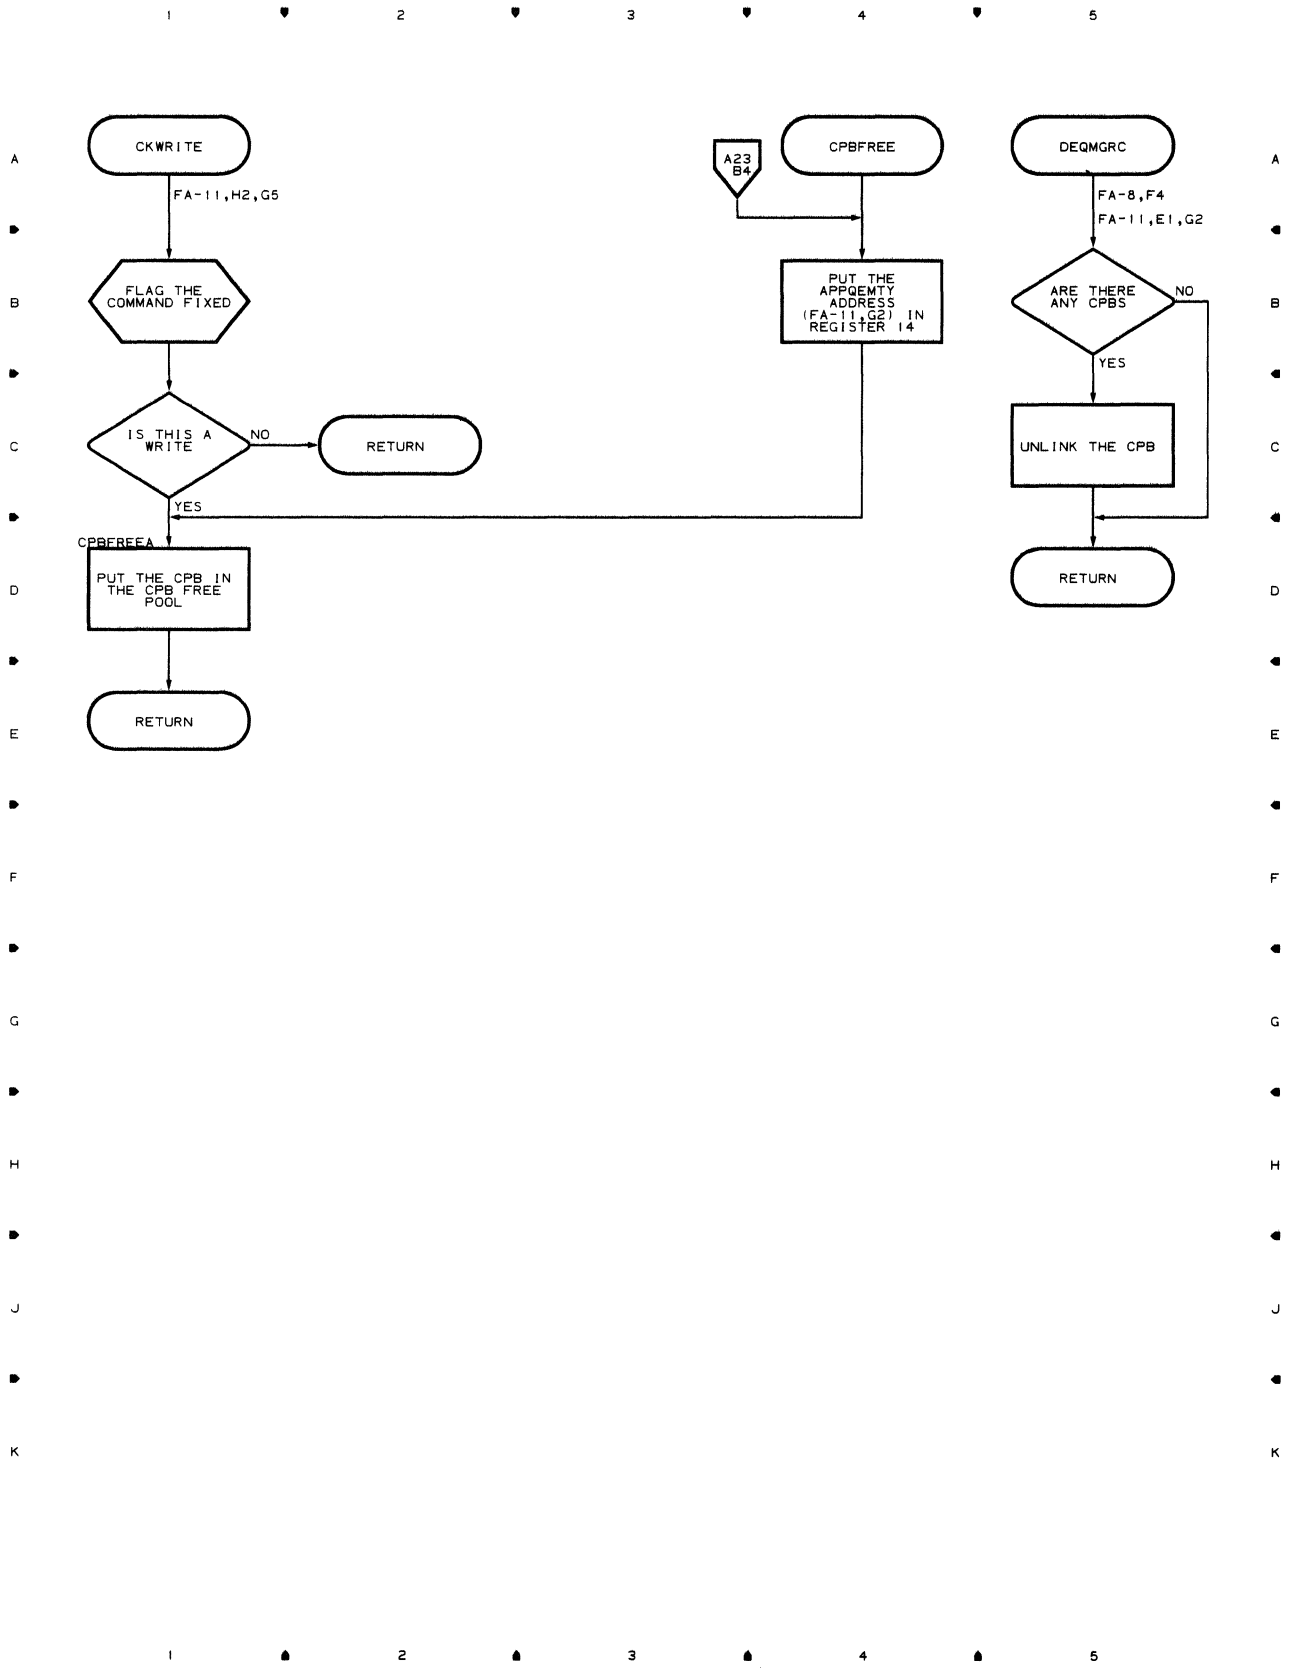 1 2 3 4 5
A
CKWRITE
A23
B4
CPBFREE
DEQMGRC
A
FA-11,H2,G5
FA-8,F4
FA-11,E1,G2
B
FLAG THE
COMMAND FIXED
PUT THE
APPQEMTY
ADDRESS
(FA-11,G2) IN
REGISTER 14
ARE THERE
ANY CPBS
NO
B
YES
C
IS THIS A
WRITE
NO
RETURN
UNLINK THE CPB
C
YES
CPBFREEA
D
PUT THE CPB IN
THE CPB FREE
POOL
RETURN
D
E
RETURN
E
F F
G G
H H
J J
K K
1 2 3 4 5